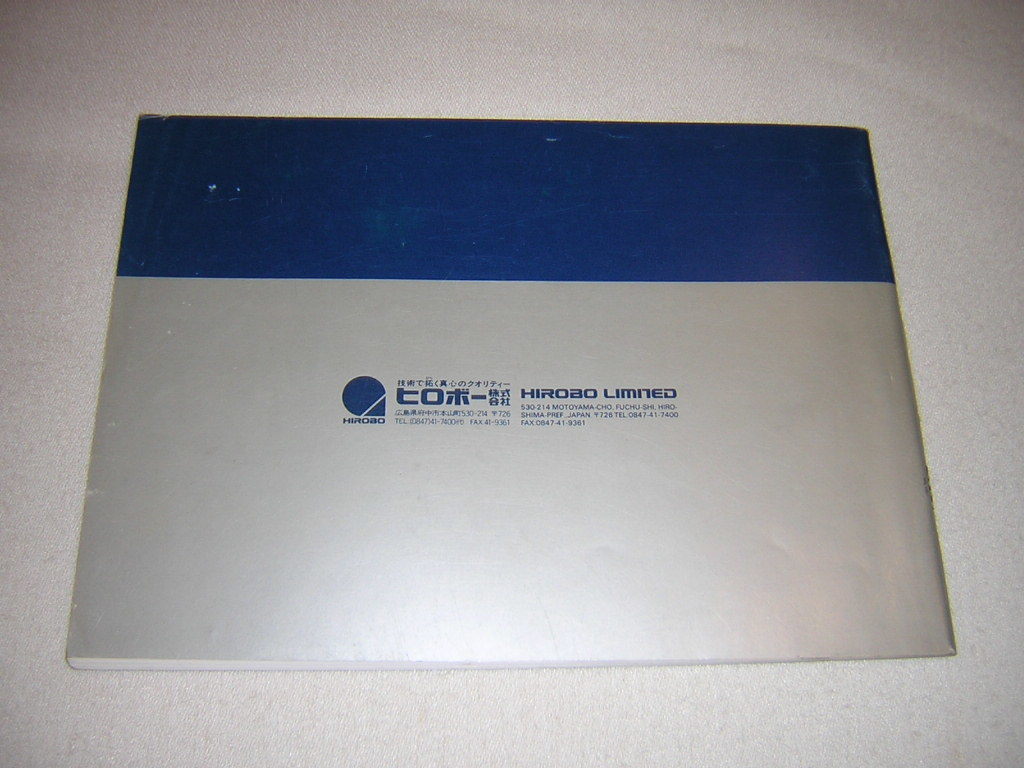 HIROBO
技術で拓く真心のクオリティー
ヒロボー株式会社
広島県府中市本山町530-214 〒726
TEL.(0847)41-7400㈹ FAX.41-9361
HIROBO LIMITED
530-214 MOTOYAMA-CHO, FUCHU-SHI, HIRO-
SHIMA-PREF.,JAPAN 〒726 TEL.0847-41-7400
FAX.0847-41-9361